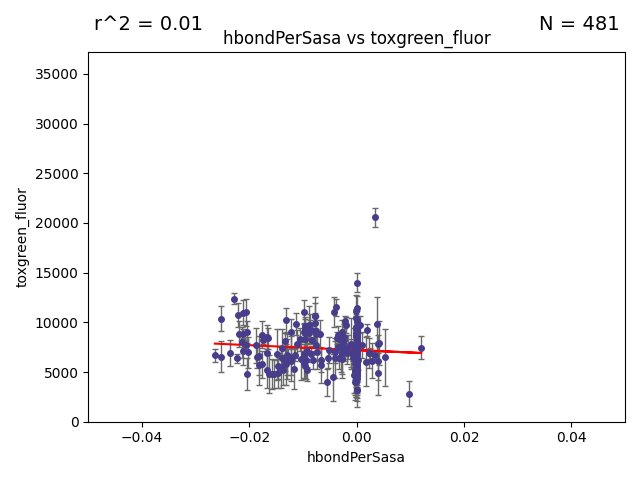 r^2 = 0.01
N = 481
hbondPerSasa vs toxgreen_fluor
35000
30000
25000
20000
15000
10000
5000
0
toxgreen_fluor
−0.04
−0.02
0.00
0.02
0.04
hbondPerSasa